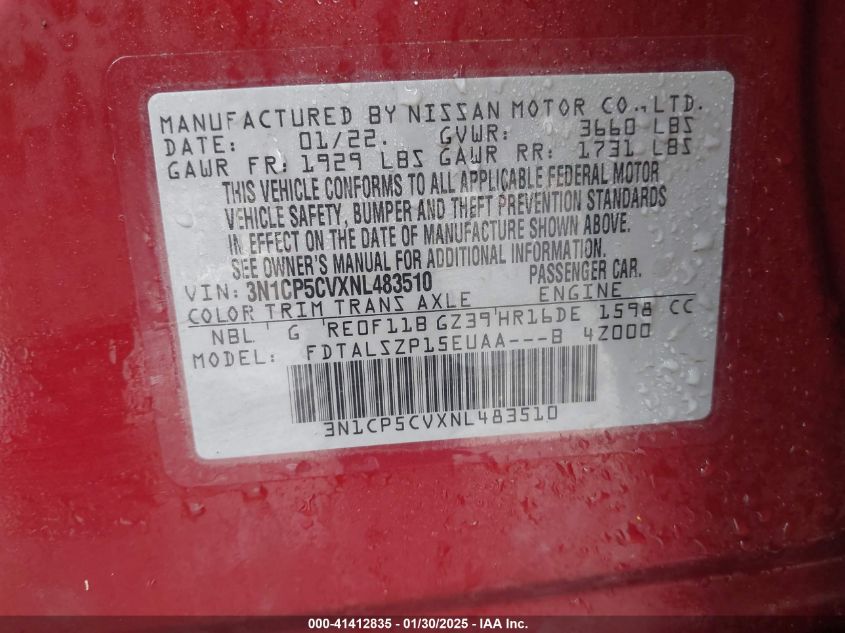 MANUFACTURED BY NISSAN MOTOR CO., LTD.
DATE: 01/22. GVWR: 3660 LBS
GAWR FR: 1929 LBS GAWR RR: 1731 LBS
THIS VEHICLE CONFORMS TO ALL APPLICABLE FEDERAL MOTOR
VEHICLE SAFETY, BUMPER AND THEFT PREVENTION STANDARDS
IN EFFECT ON THE DATE OF MANUFACTURE SHOWN ABOVE.
SEE OWNER'S MANUAL FOR ADDITIONAL INFORMATION.
VIN: 3N1CP5CVXNL483510 PASSENGER CAR.
COLOR TRIM TRANS AXLE ENGINE
NBL G RE0F11B GZ39 HR16DE 1598 CC
MODEL: FDTALSZP15EUAA---B 4Z000
3N1CP5CVXNL483510
000-41412835 - 01/30/2025 - IAA Inc.